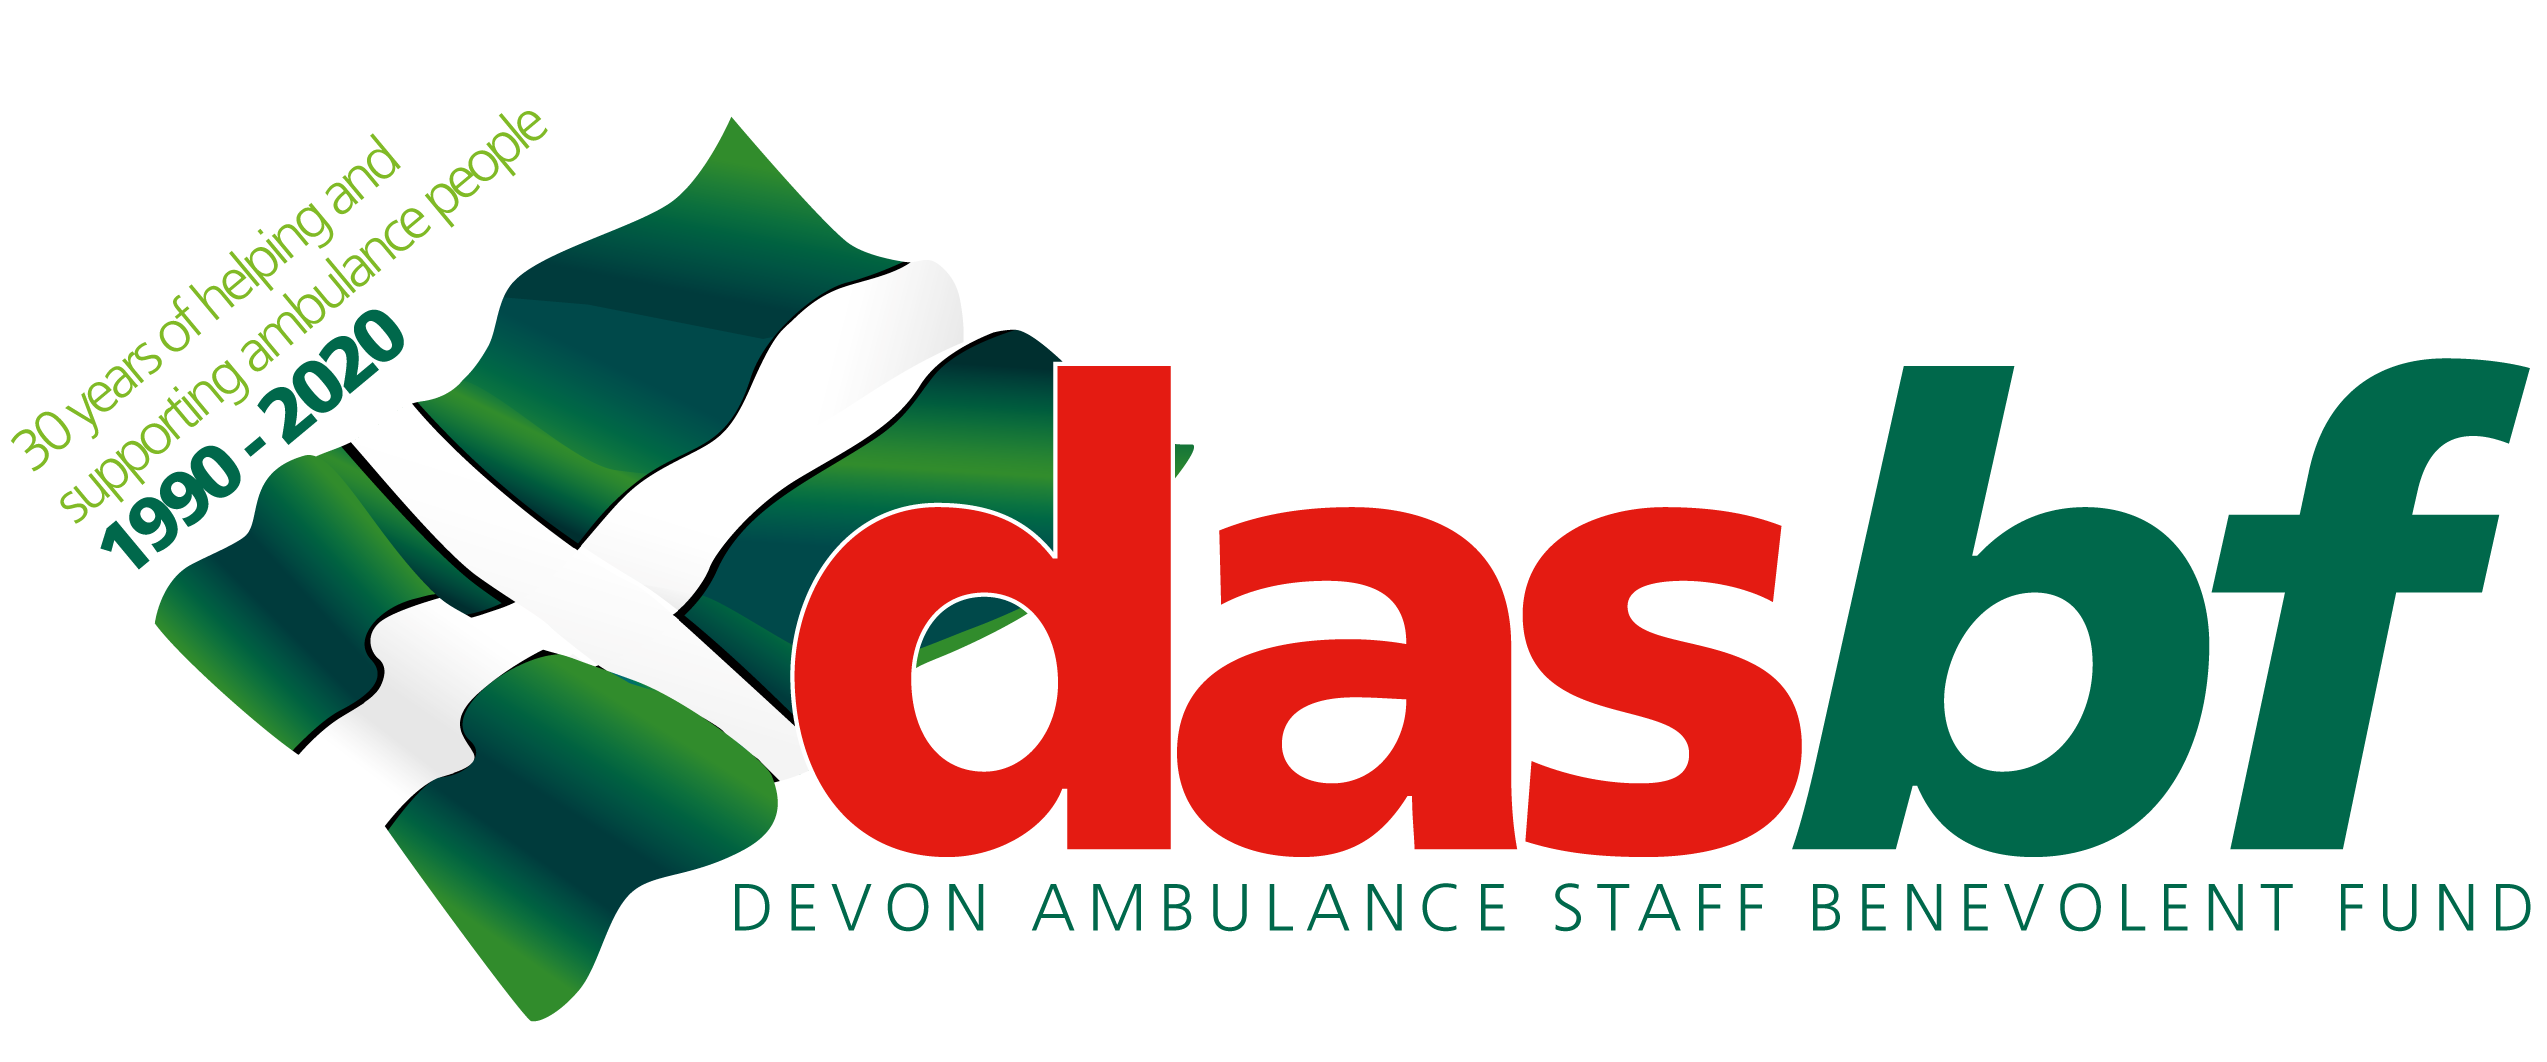 30 years of helping and
supporting ambulance people
1990 - 2020
dasbf
DEVON AMBULANCE STAFF BENEVOLENT FUND